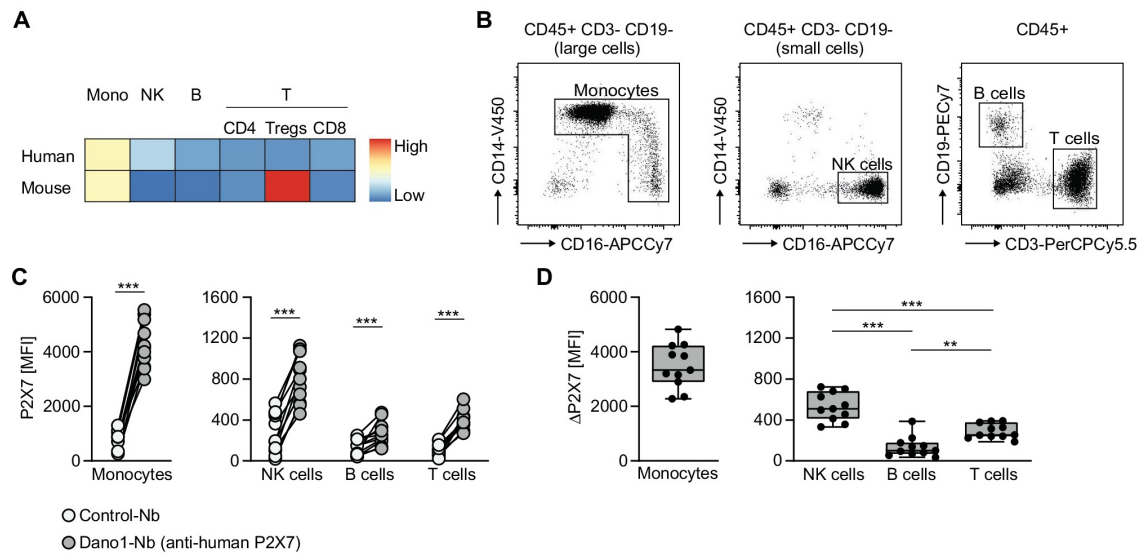 A
Mono NK B T
CD4 Tregs CD8
Human
Mouse
High
Low
B
CD45+ CD3- CD19-
(large cells)
Monocytes
CD14-V450
CD16-APCCy7
CD45+ CD3- CD19-
(small cells)
NK cells
CD14-V450
CD16-APCCy7
CD45+
B cells
T cells
CD19-PECy7
CD3-PerCPCy5.5
C
P2X7 [MFI]
6000
4000
2000
0
***
Monocytes
1600
1200
800
400
0
*** *** ***
NK cells B cells T cells
Control-Nb
Dano1-Nb (anti-human P2X7)
D
ΔP2X7 [MFI]
6000
4000
2000
0
Monocytes
1600
1200
800
400
0
***
***
**
NK cells B cells T cells